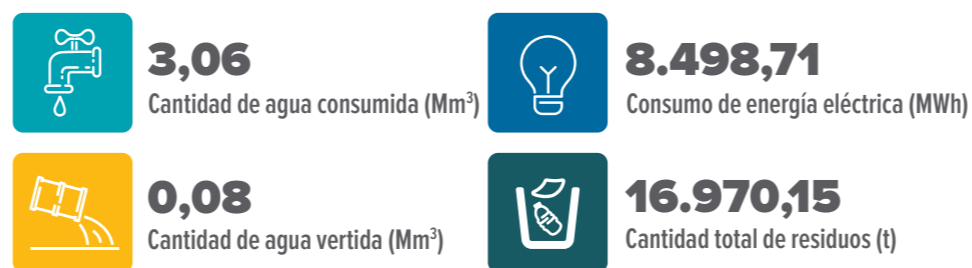 3,06
Cantidad de agua consumida (Mm³)
8.498,71
Consumo de energía eléctrica (MWh)
0,08
Cantidad de agua vertida (Mm³)
16.970,15
Cantidad total de residuos (t)